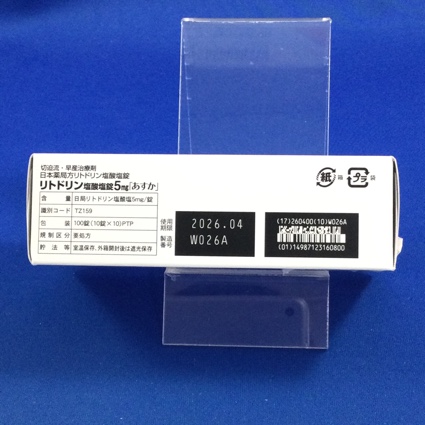 切迫流・早産治療剤
日本薬局方リトドリン塩酸塩錠
リトドリン塩酸塩錠5mg「あすか」
含量 日局リトドリン塩酸塩5mg/錠
識別コード TZ159
包装 100錠(10錠×10)PTP
規制区分 劇処方
貯法等 室温保存、外箱開封後は遮光保存
使用期限 2026.04
製造番号 W026A
(17)260400(10)W026A
(01)14987123160800
紙 箱
プラ 袋